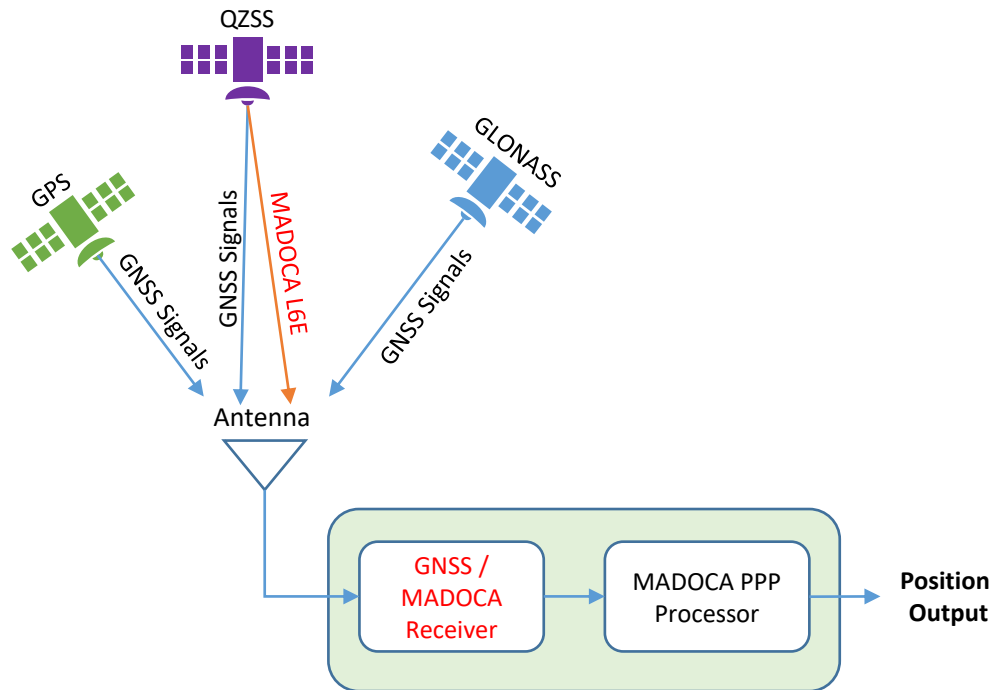 QZSS
GLONASS
GPS
GNSS Signals
GNSS Signals
MADOCA L6E
GNSS Signals
Antenna
GNSS /
MADOCA
Receiver
MADOCA PPP
Processor
Position
Output